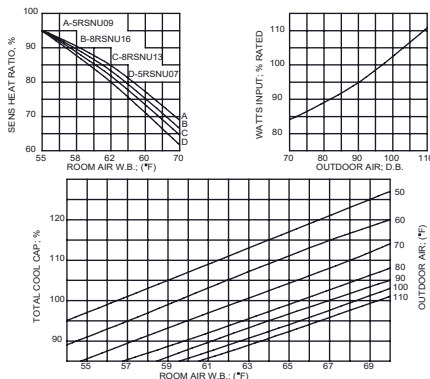 100
90
80
70
60
SENS HEAT RATIO, %
A-5RSNU09
B-8RSNU16
C-8RSNU13
D-5RSNU07
A
B
C
D
55 58 62 64 60 70
ROOM AIR W.B.; (°F)
110
100
90
80
WATTS INPUT; % RATED
70 80 90 100 110
OUTDOOR AIR; D.B.
120
110
100
90
TOTAL COOL CAP; %
50
60
70
80
90
100
110
OUTDOOR AIR; (°F)
55 57 59 61 63 65 67 69
ROOM AIR W.B.; (°F)